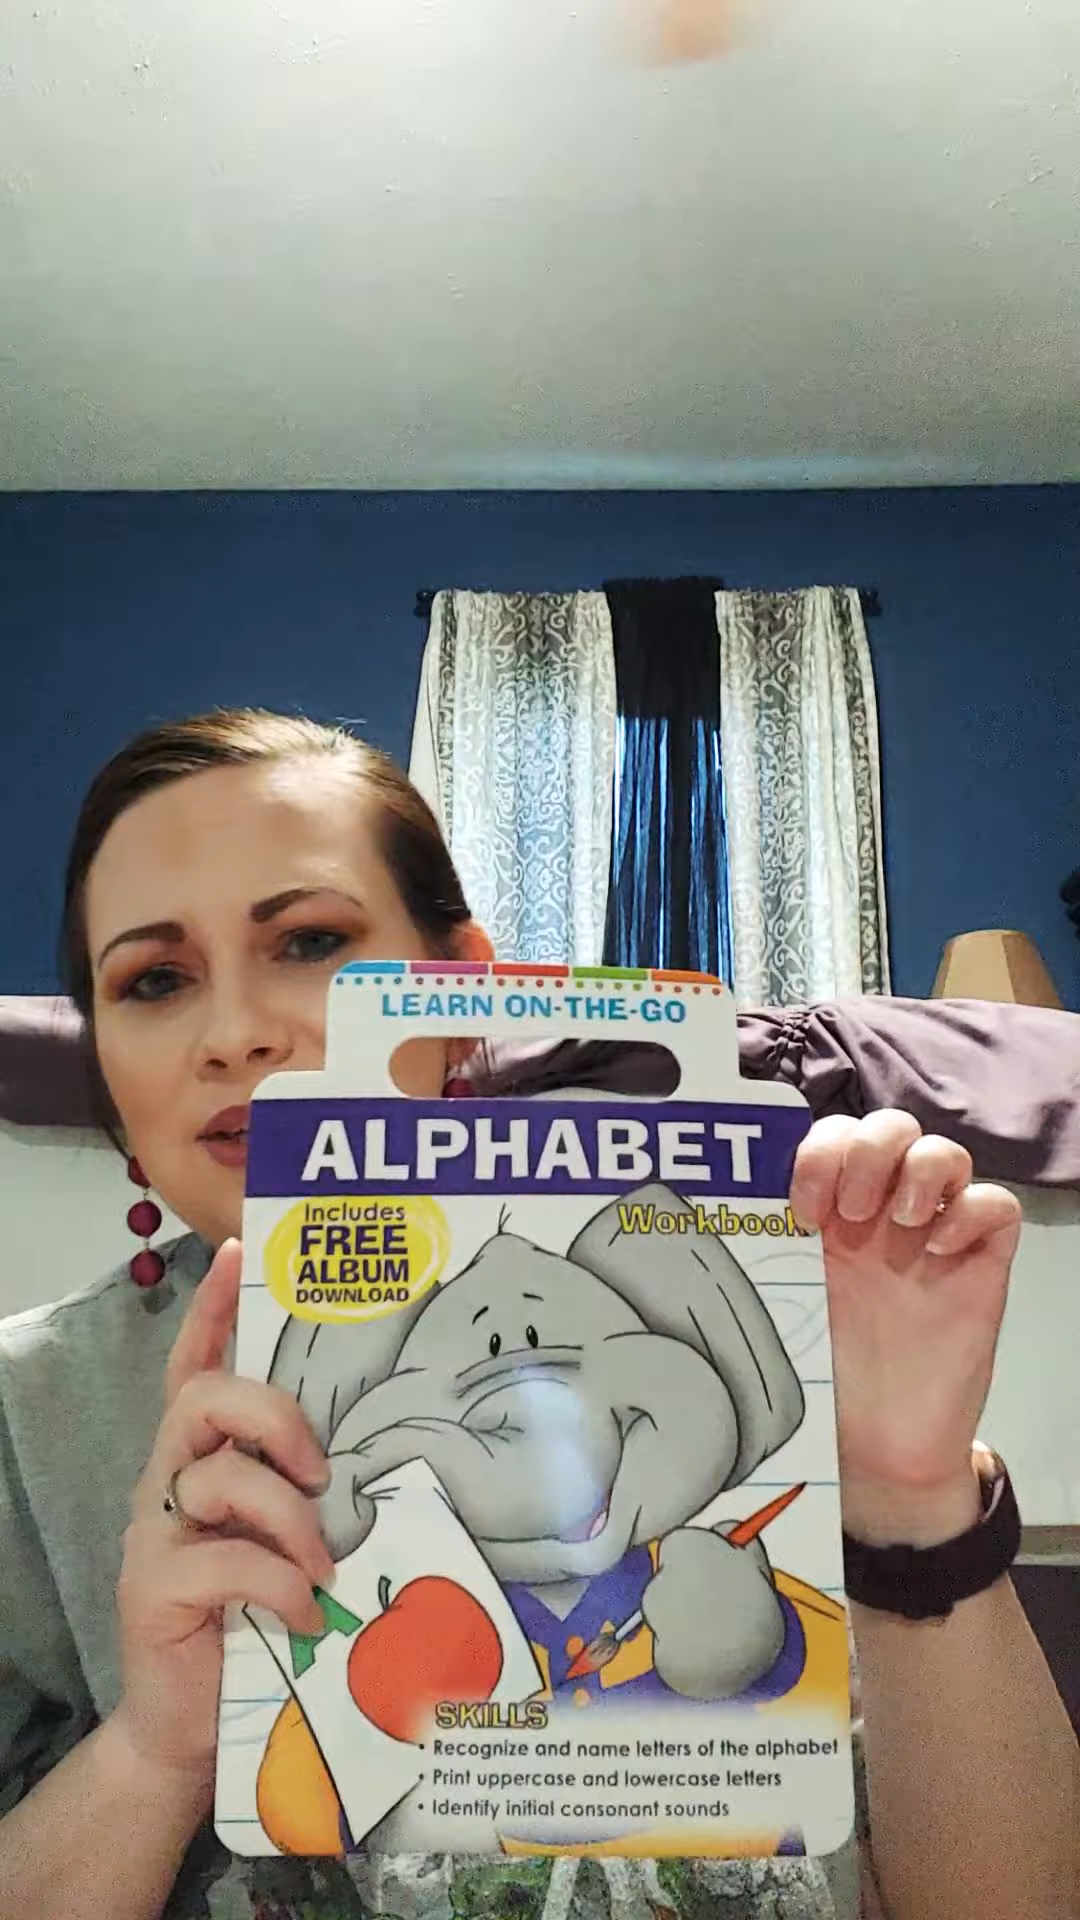 LEARN ON-THE-GO
ALPHABET
Workbook
Includes
FREE
ALBUM
DOWNLOAD
A
SKILLS
• Recognize and name letters of the alphabet
• Print uppercase and lowercase letters
• Identify initial consonant sounds